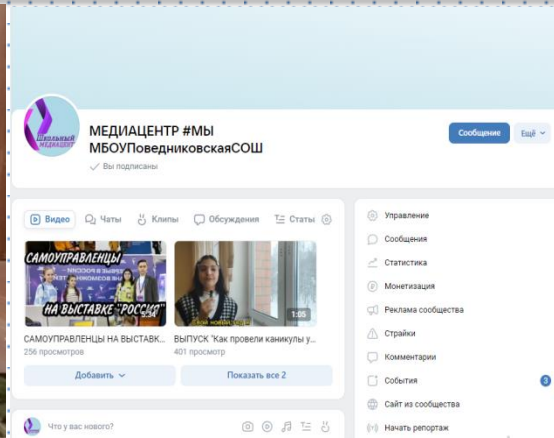 Школьный
МЕДИАЦЕНТР
МЕДИАЦЕНТР #МЫ
МБОУПоведниковскаяСОШ
Вы подписаны
Сообщение
Ещё
Видео
Чаты
Клипы
Обсуждения
Статьи
САМОУПРАВЛЕНЦЫ
НА ВЫСТАВКЕ "РОССИЯ"
5:34
1:05
САМОУПРАВЛЕНЦЫ НА ВЫСТАВК...
256 просмотров
ВЫПУСК "Как провели каникулы у...
401 просмотр
Добавить
Показать все 2
Что у вас нового?
Управление
Сообщения
Статистика
Монетизация
Реклама сообщества
Страйки
Комментарии
События
3
Сайт из сообщества
Начать репортаж